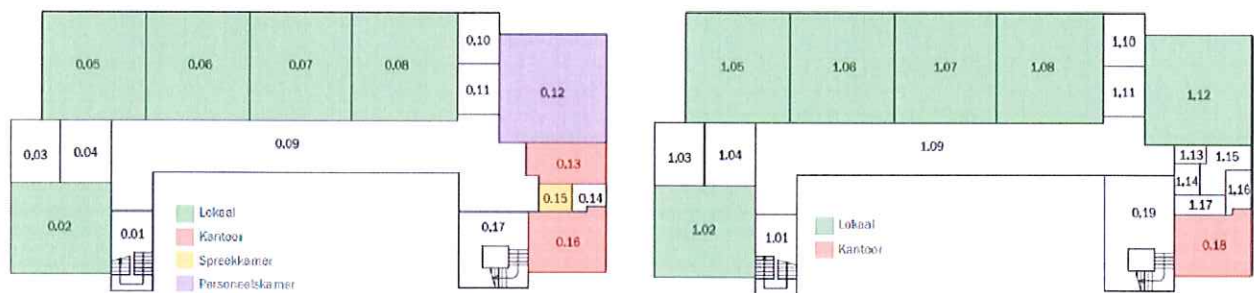 0.05 0.06 0.07 0.08 0.10
0.11
0.12
0.03 0.04 0.09
0.13
0.15 0.14
0.02 0.01 0.17 0.16
Lokaal
Kantoor
Spreekkamer
Personeelskamer
1.05 1.06 1.07 1.08 1.10
1.11
1.12
1.03 1.04 1.09
1.13 1.15
1.14 1.16
1.17
1.02 1.01 0.19 0.18
Lokaal
Kantoor